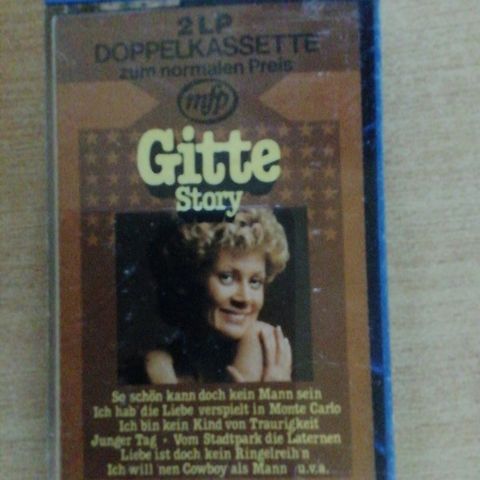 2 LP
DOPPELKASSETTE
zum normalen Preis
mfp
Gitte
Story
So schön kann doch kein Mann sein
Ich hab' die Liebe verspielt in Monte Carlo
Ich bin kein Kind von Traurigkeit
Junger Tag · Vom Stadtpark die Laternen
Liebe ist doch kein Ringelreih'n
Ich will 'nen Cowboy als Mann u.v.a.